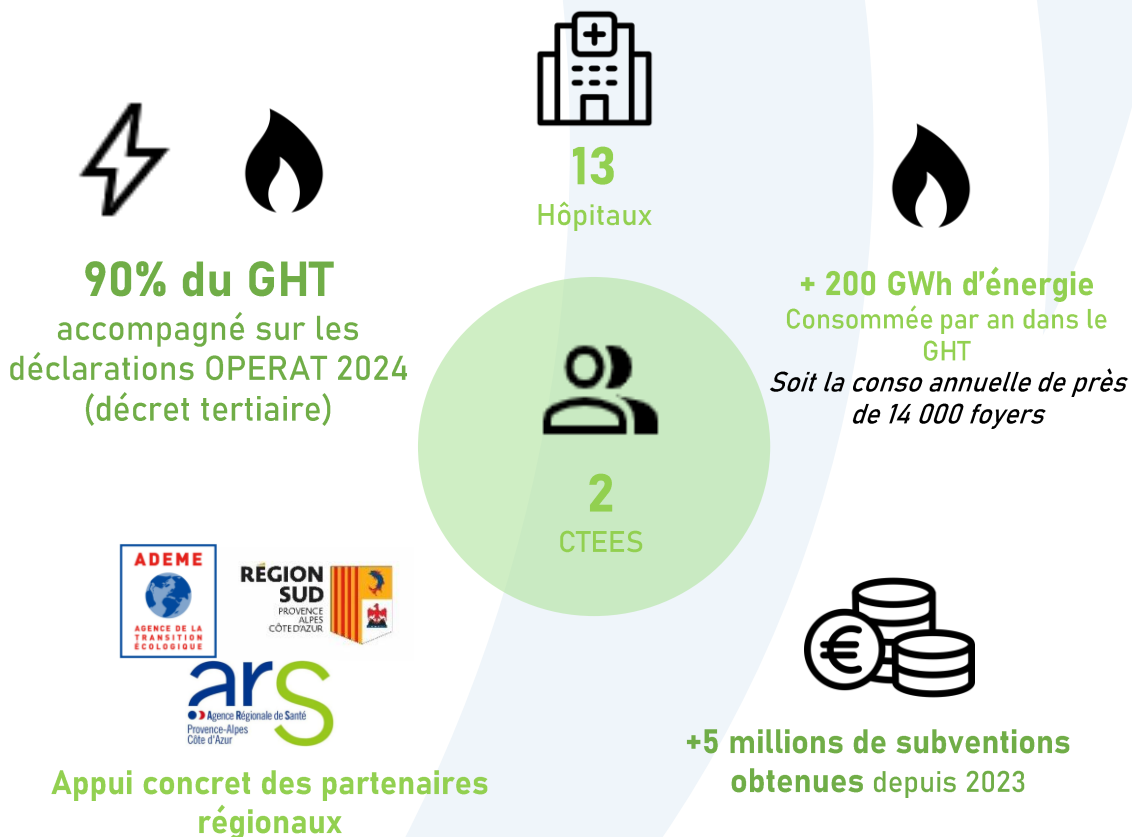 13
Hôpitaux
90% du GHT
accompagné sur les
déclarations OPERAT 2024
(décret tertiaire)
+ 200 GWh d'énergie
Consommée par an dans le
GHT
Soit la conso annuelle de près
de 14 000 foyers
2
CTEES
ADEME
AGENCE DE LA
TRANSITION
ÉCOLOGIQUE
RÉGION
SUD
PROVENCE
ALPES
CÔTE D'AZUR
ars
Agence Régionale de Santé
Provence-Alpes
Côte d'Azur
Appui concret des partenaires
régionaux
€
+5 millions de subventions
obtenues depuis 2023